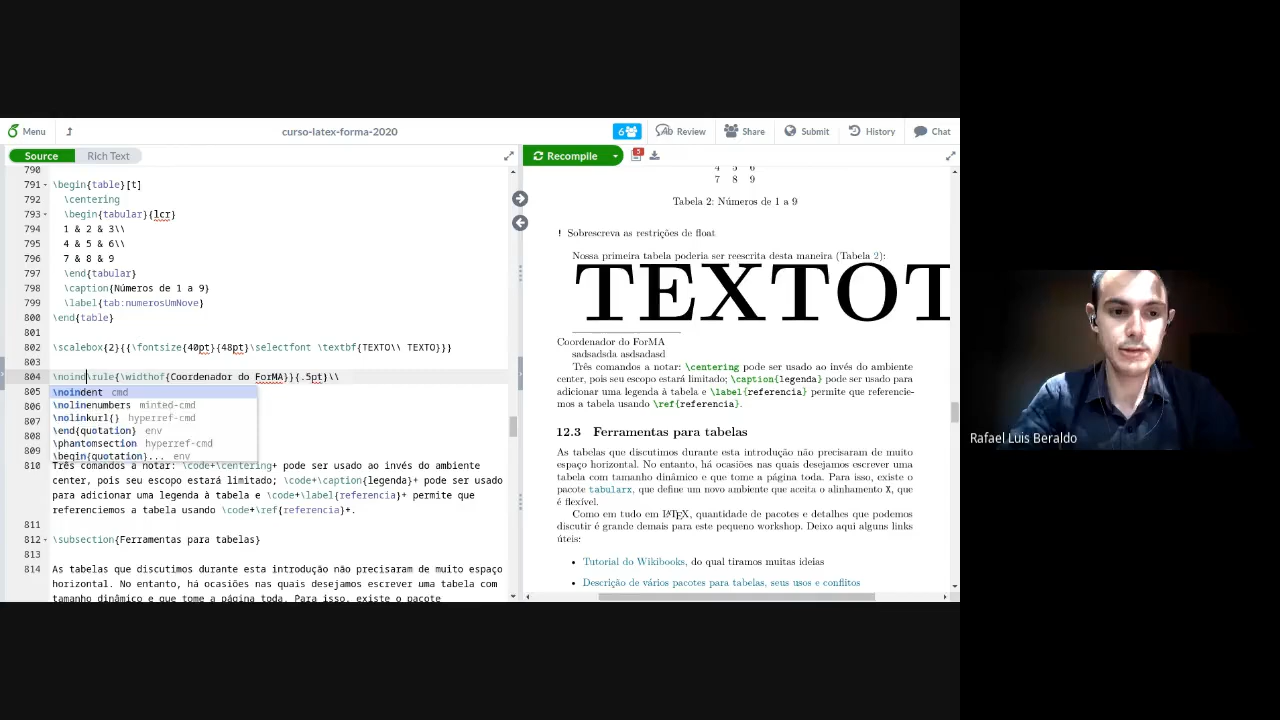 Menu
curso-latex-forma-2020
6
Review
Share
Submit
History
Chat
Source
Rich Text
Recompile
5
790
791 \begin{table}[t]
792 \centering
793 \begin{tabular}{lcr}
794 1 & 2 & 3\\
795 4 & 5 & 6\\
796 7 & 8 & 9
797 \end{tabular}
798 \caption{Números de 1 a 9}
799 \label{tab:numerosUmNove}
800 \end{table}
801
802 \scalebox{2}{{\fontsize{40pt}{48pt}\selectfont \textbf{TEXTO\\ TEXTO}}}
803
804 \noind\rule{\widthof{Coordenador do ForMA}}{.5pt}\\
805
806
807
808
809
\noindent cmd
\nolinenumbers minted-cmd
\nolinkurl{} hyperref-cmd
\end{quotation} env
\phantomsection hyperref-cmd
\begin{quotation}... env
810 Três comandos a notar: \code+\centering+ pode ser usado ao invés do ambiente
center, pois seu escopo estará limitado; \code+\caption{legenda}+ pode ser usado
para adicionar uma legenda à tabela e \code+\label{referencia}+ permite que
referenciemos a tabela usando \code+\ref{referencia}+.
811
812 \subsection{Ferramentas para tabelas}
813
814 As tabelas que discutimos durante esta introdução não precisaram de muito espaço
horizontal. No entanto, há ocasiões nas quais desejamos escrever uma tabela com
tamanho dinâmico e que tome a página toda. Para isso, existe o pacote
4 5 6
7 8 9
Tabela 2: Números de 1 a 9
! Sobrescreva as restrições de float
Nossa primeira tabela poderia ser reescrita desta maneira (Tabela 2):
TEXTOT
Coordenador do ForMA
sadsadsda asdsadasd
Três comandos a notar: \centering pode ser usado ao invés do ambiente
center, pois seu escopo estará limitado; \caption{legenda} pode ser usado para
adicionar uma legenda à tabela e \label{referencia} permite que referencie-
mos a tabela usando \ref{referencia}.
12.3 Ferramentas para tabelas
As tabelas que discutimos durante esta introdução não precisaram de muito
espaço horizontal. No entanto, há ocasiões nas quais desejamos escrever uma
tabela com tamanho dinâmico e que tome a página toda. Para isso, existe o
pacote tabularx, que define um novo ambiente que aceita o alinhamento X, que
é flexível.
Como em tudo em LATEX, quantidade de pacotes e detalhes que podemos
discutir é grande demais para este pequeno workshop. Deixo aqui alguns links
úteis:
• Tutorial do Wikibooks, do qual tiramos muitas ideias
• Descrição de vários pacotes para tabelas, seus usos e conflitos
Rafael Luis Beraldo